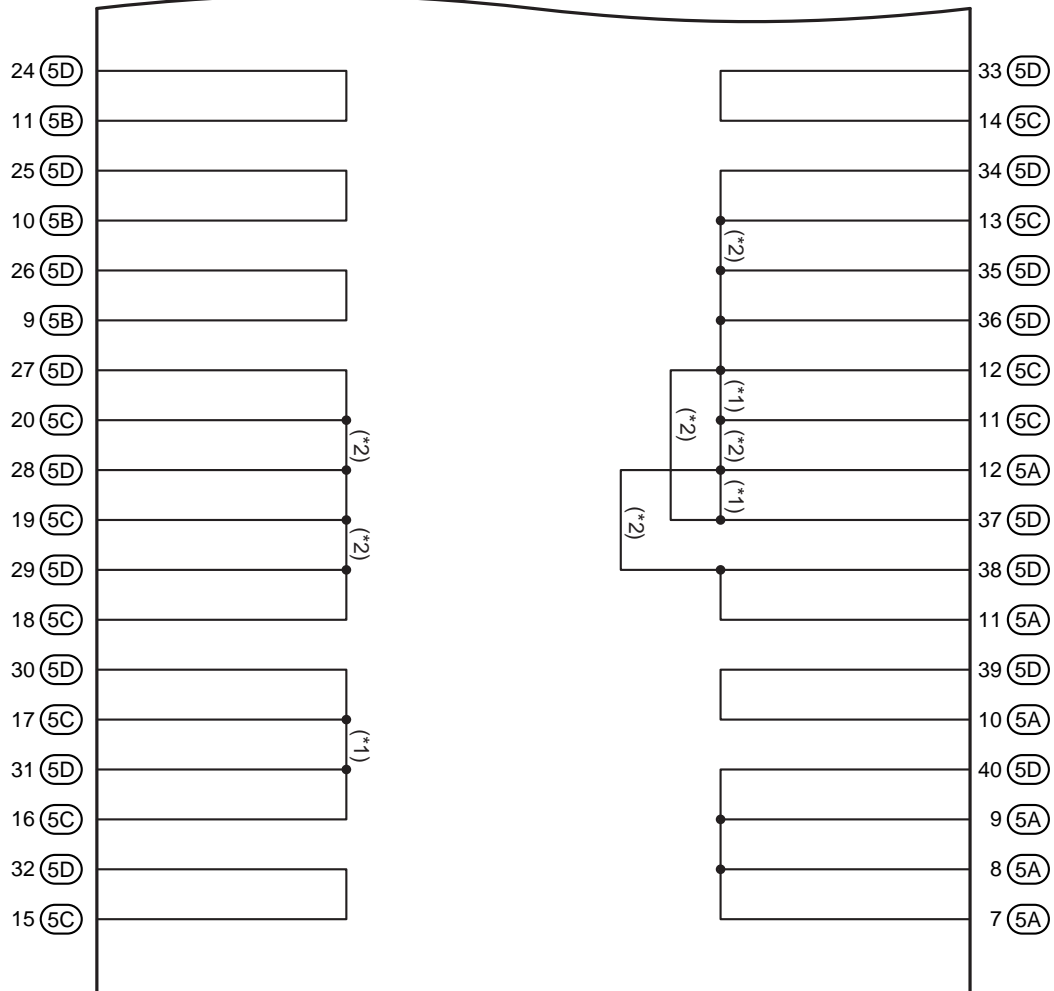 24 5D
11 5B
25 5D
10 5B
26 5D
9 5B
27 5D
20 5C
(*2)
28 5D
19 5C
(*2)
29 5D
18 5C
30 5D
17 5C
(*1)
31 5D
16 5C
32 5D
15 5C
33 5D
14 5C
34 5D
13 5C
(*2)
35 5D
36 5D
12 5C
(*1)
(*2)
11 5C
(*2)
12 5A
(*1)
(*2)
37 5D
38 5D
11 5A
39 5D
10 5A
40 5D
9 5A
8 5A
7 5A